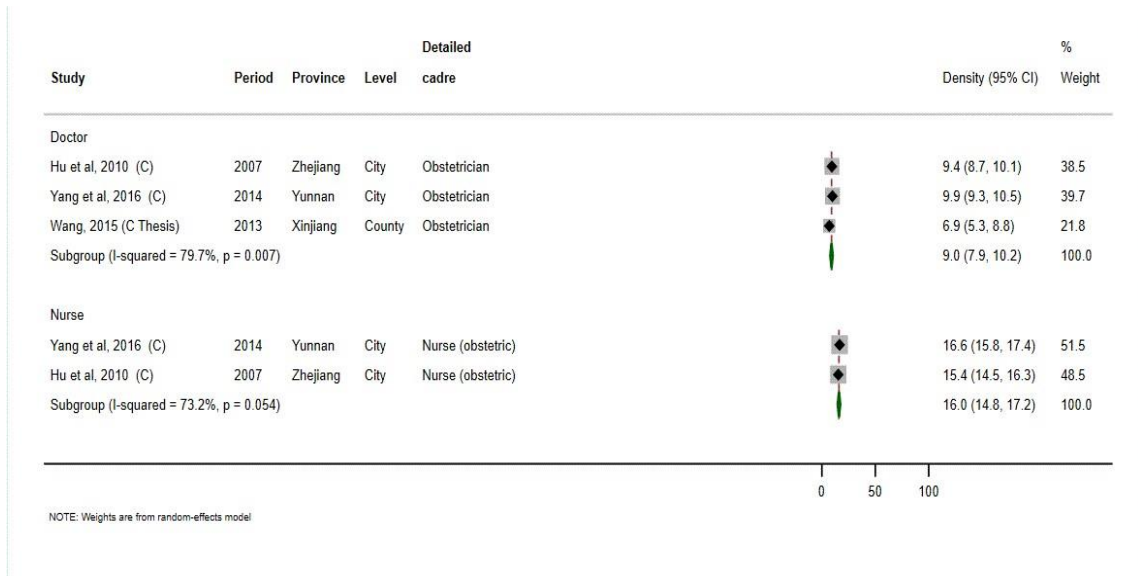 Detailed %
Study Period Province Level cadre Density (95% CI) Weight
Doctor
Hu et al, 2010 (C) 2007 Zhejiang City Obstetrician 9.4 (8.7, 10.1) 38.5
Yang et al, 2016 (C) 2014 Yunnan City Obstetrician 9.9 (9.3, 10.5) 39.7
Wang, 2015 (C Thesis) 2013 Xinjiang County Obstetrician 6.9 (5.3, 8.8) 21.8
Subgroup (I-squared = 79.7%, p = 0.007) 9.0 (7.9, 10.2) 100.0
Nurse
Yang et al, 2016 (C) 2014 Yunnan City Nurse (obstetric) 16.6 (15.8, 17.4) 51.5
Hu et al, 2010 (C) 2007 Zhejiang City Nurse (obstetric) 15.4 (14.5, 16.3) 48.5
Subgroup (I-squared = 73.2%, p = 0.054) 16.0 (14.8, 17.2) 100.0
0 50 100
NOTE: Weights are from random-effects model